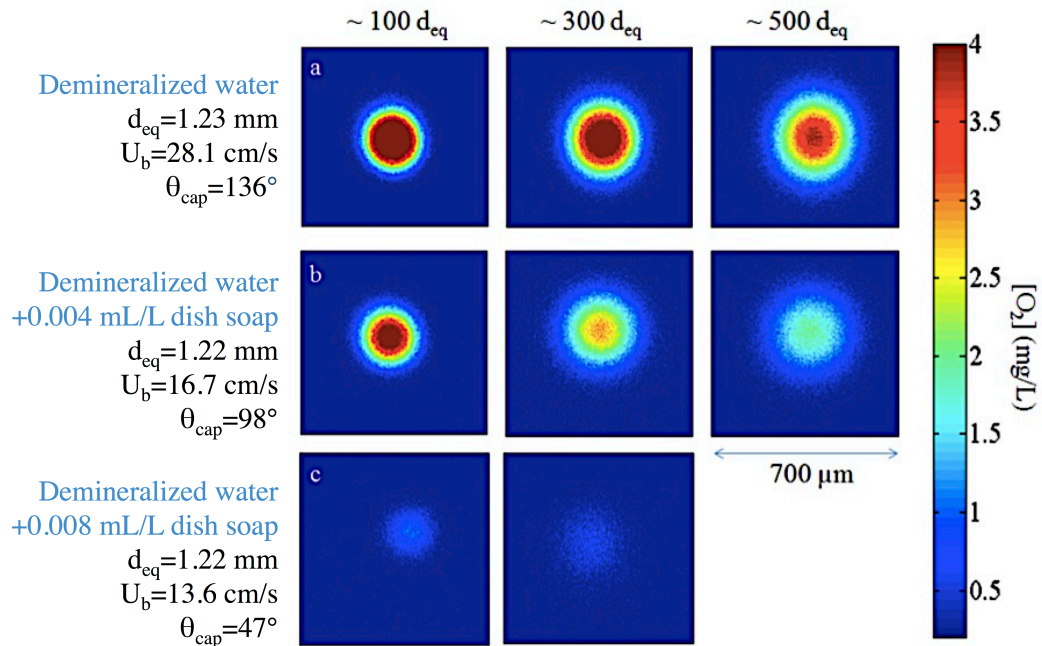 ~ 100 d_eq
~ 300 d_eq
~ 500 d_eq
Demineralized water
d_eq=1.23 mm
U_b=28.1 cm/s
θ_cap=136°
a
Demineralized water
+0.004 mL/L dish soap
d_eq=1.22 mm
U_b=16.7 cm/s
θ_cap=98°
b
700 µm
Demineralized water
+0.008 mL/L dish soap
d_eq=1.22 mm
U_b=13.6 cm/s
θ_cap=47°
c
4
3.5
3
2.5
2
1.5
1
0.5
[O₂] (mg/L)